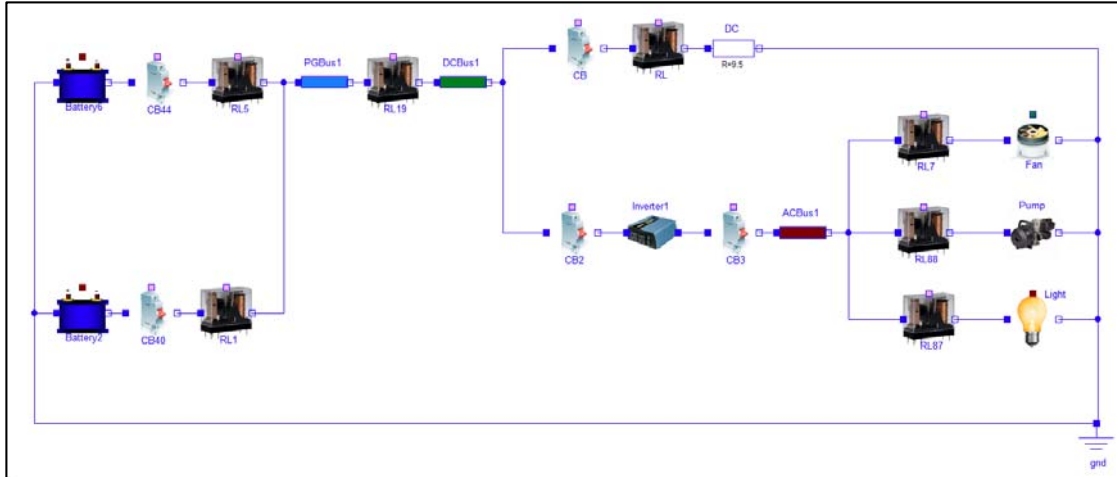 DC
CB
RL
R=9.5
PGBus1
DCBus1
Battery6
CB44
RL5
RL19
RL7
Fan
Inverter1
ACBus1
Pump
CB2
CB3
RL88
Light
Battery2
CB40
RL1
RL87
gnd